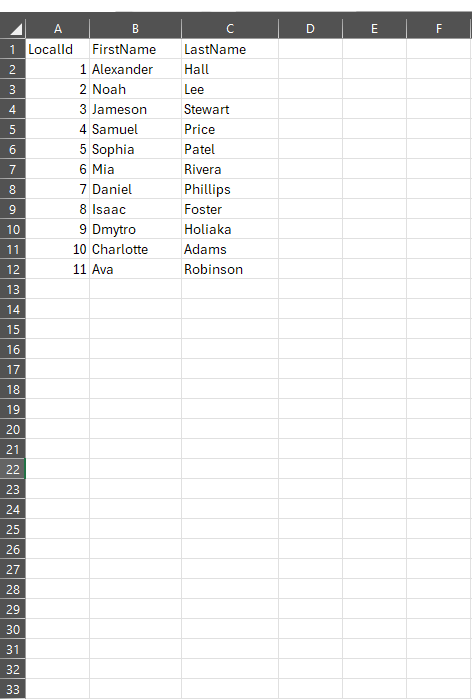 A B C D E F
1 LocalId FirstName LastName
2 1 Alexander Hall
3 2 Noah Lee
4 3 Jameson Stewart
5 4 Samuel Price
6 5 Sophia Patel
7 6 Mia Rivera
8 7 Daniel Phillips
9 8 Isaac Foster
10 9 Dmytro Holiaka
11 10 Charlotte Adams
12 11 Ava Robinson
13
14
15
16
17
18
19
20
21
22
23
24
25
26
27
28
29
30
31
32
33